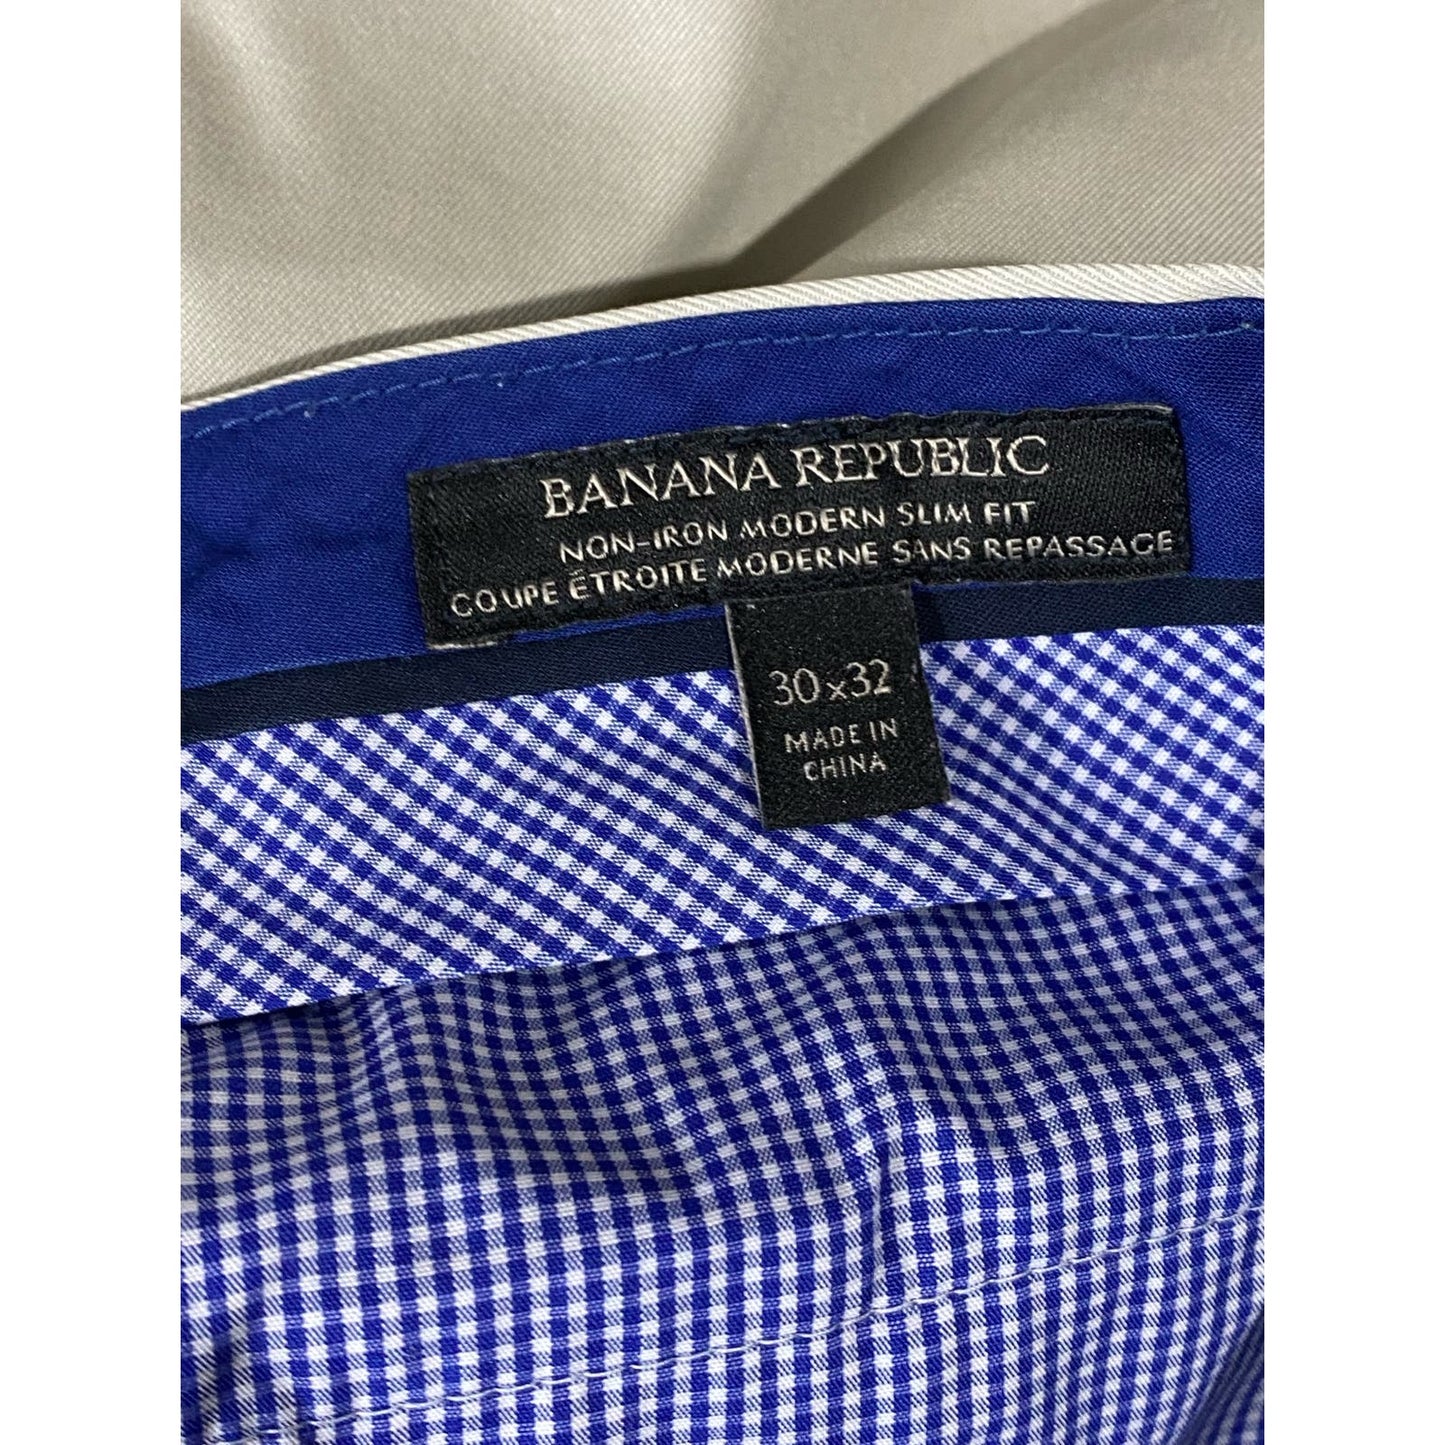 BANANA REPUBLIC
NON-IRON MODERN SLIM FIT
COUPE ÉTROITE MODERNE SANS REPASSAGE
30x32
MADE IN
CHINA